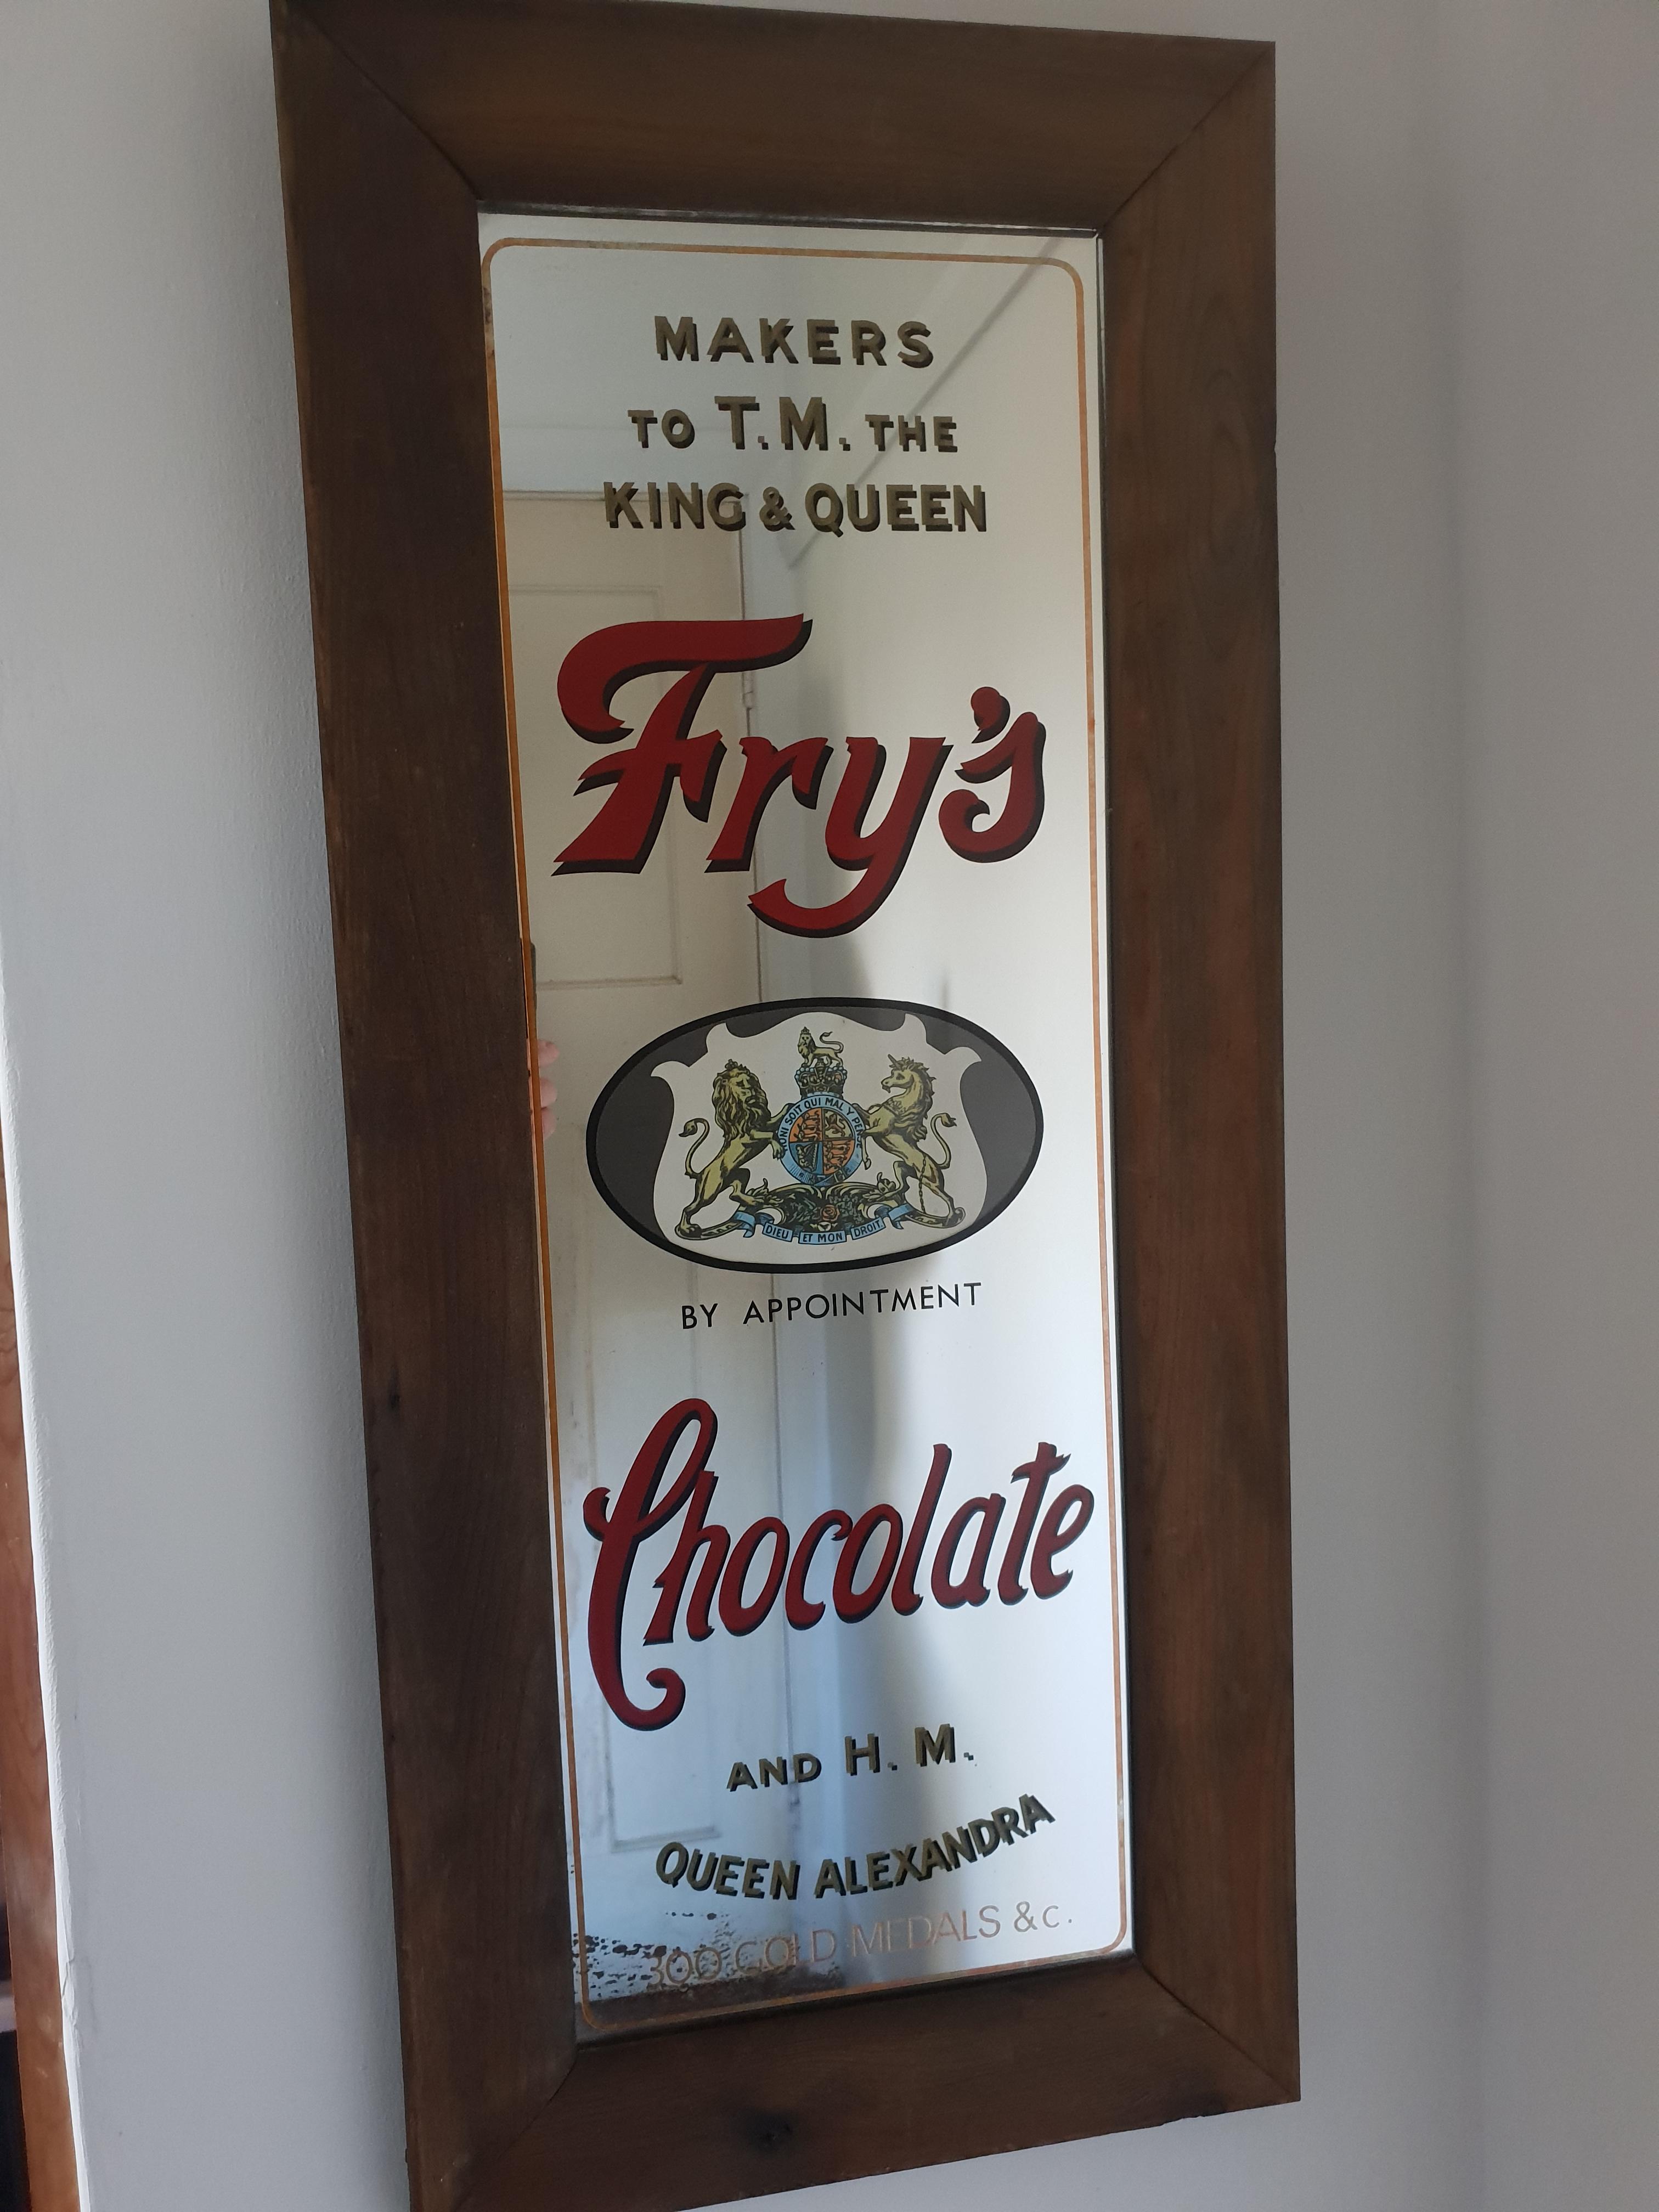 MAKERS
TO T.M. THE
KING & QUEEN
Fry's
HONI SOIT QUI MAL Y PENSE
DIEU ET MON DROIT
BY APPOINTMENT
Chocolate
AND H. M.
QUEEN ALEXANDRA
300 GOLD MEDALS &c.